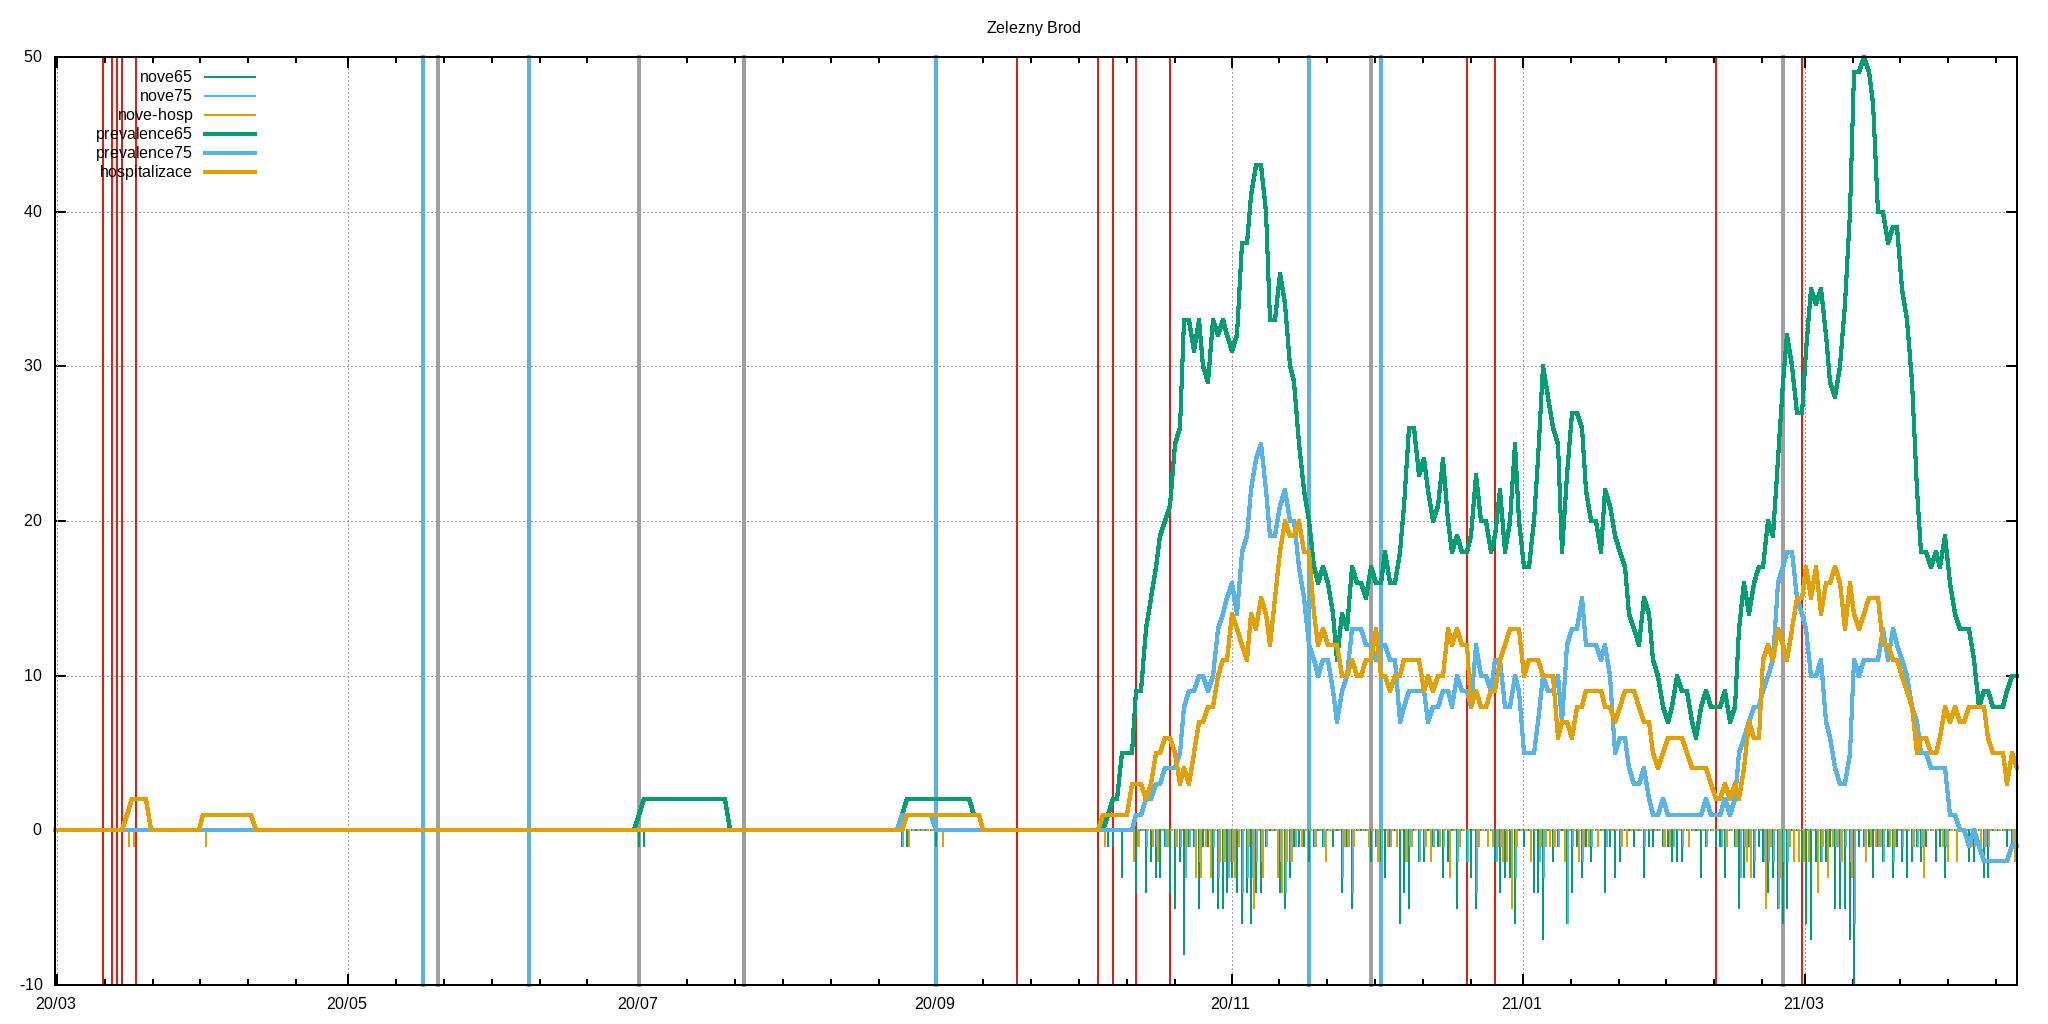 Zelezny Brod
50
nove65
nove75
nove-hosp
prevalence65
prevalence75
hospitalizace
40
30
20
10
0
-10
20/03 20/05 20/07 20/09 20/11 21/01 21/03